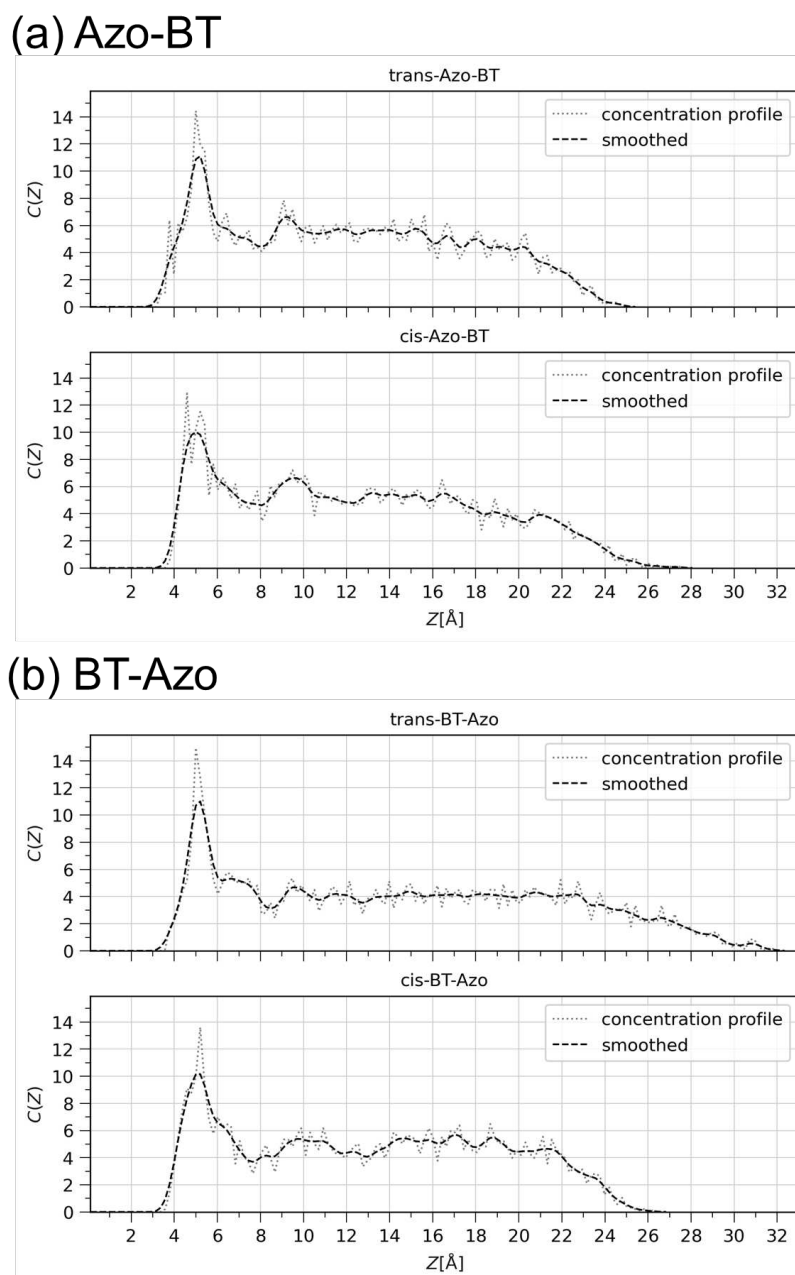 (a) Azo-BT
trans-Azo-BT
concentration profile
smoothed
C(Z)
14
12
10
8
6
4
2
0
cis-Azo-BT
concentration profile
smoothed
C(Z)
14
12
10
8
6
4
2
0
2 4 6 8 10 12 14 16 18 20 22 24 26 28 30 32
Z[Å]
(b) BT-Azo
trans-BT-Azo
concentration profile
smoothed
C(Z)
14
12
10
8
6
4
2
0
cis-BT-Azo
concentration profile
smoothed
C(Z)
14
12
10
8
6
4
2
0
2 4 6 8 10 12 14 16 18 20 22 24 26 28 30 32
Z[Å]